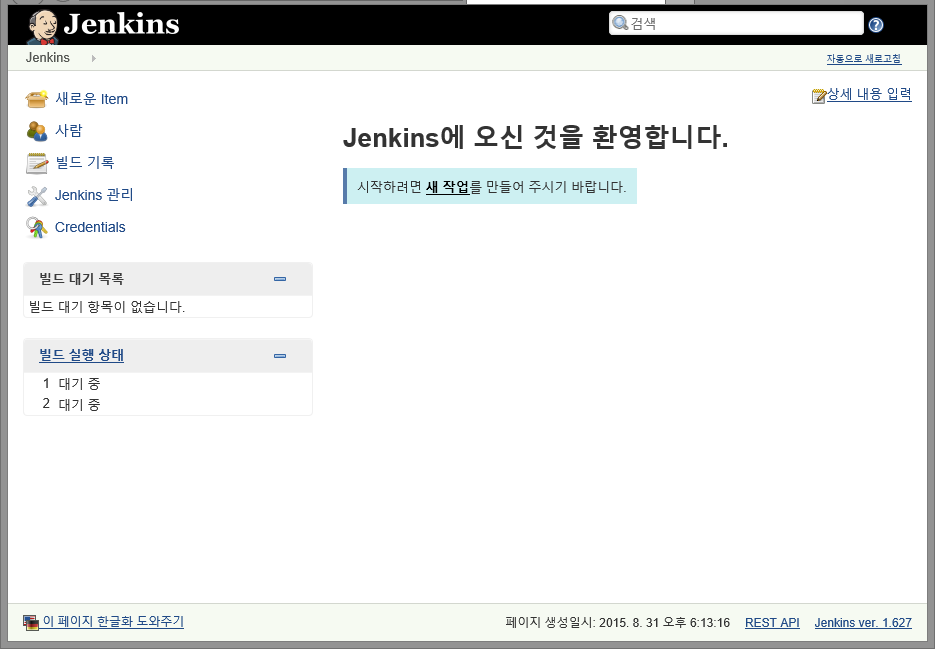 Jenkins
검색
Jenkins
자동으로 새로고침
새로운 Item
사람
빌드 기록
Jenkins 관리
Credentials
상세 내용 입력
Jenkins에 오신 것을 환영합니다.
시작하려면 새 작업를 만들어 주시기 바랍니다.
빌드 대기 목록
빌드 대기 항목이 없습니다.
빌드 실행 상태
1 대기 중
2 대기 중
이 페이지 한글화 도와주기
페이지 생성일시: 2015. 8. 31 오후 6:13:16 REST API Jenkins ver. 1.627